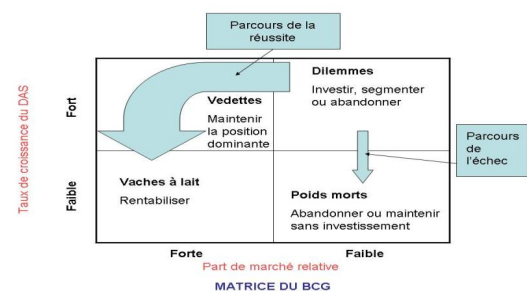 Parcours de la
réussite
Dilemmes
Investir, segmenter
ou abandonner
Vedettes
Maintenir
la position
dominante
Parcours
de
l'échec
Vaches à lait
Rentabiliser
Poids morts
Abandonner ou maintenir
sans investissement
Taux de croissance du DAS
Fort
Faible
Forte
Faible
Part de marché relative
MATRICE DU BCG